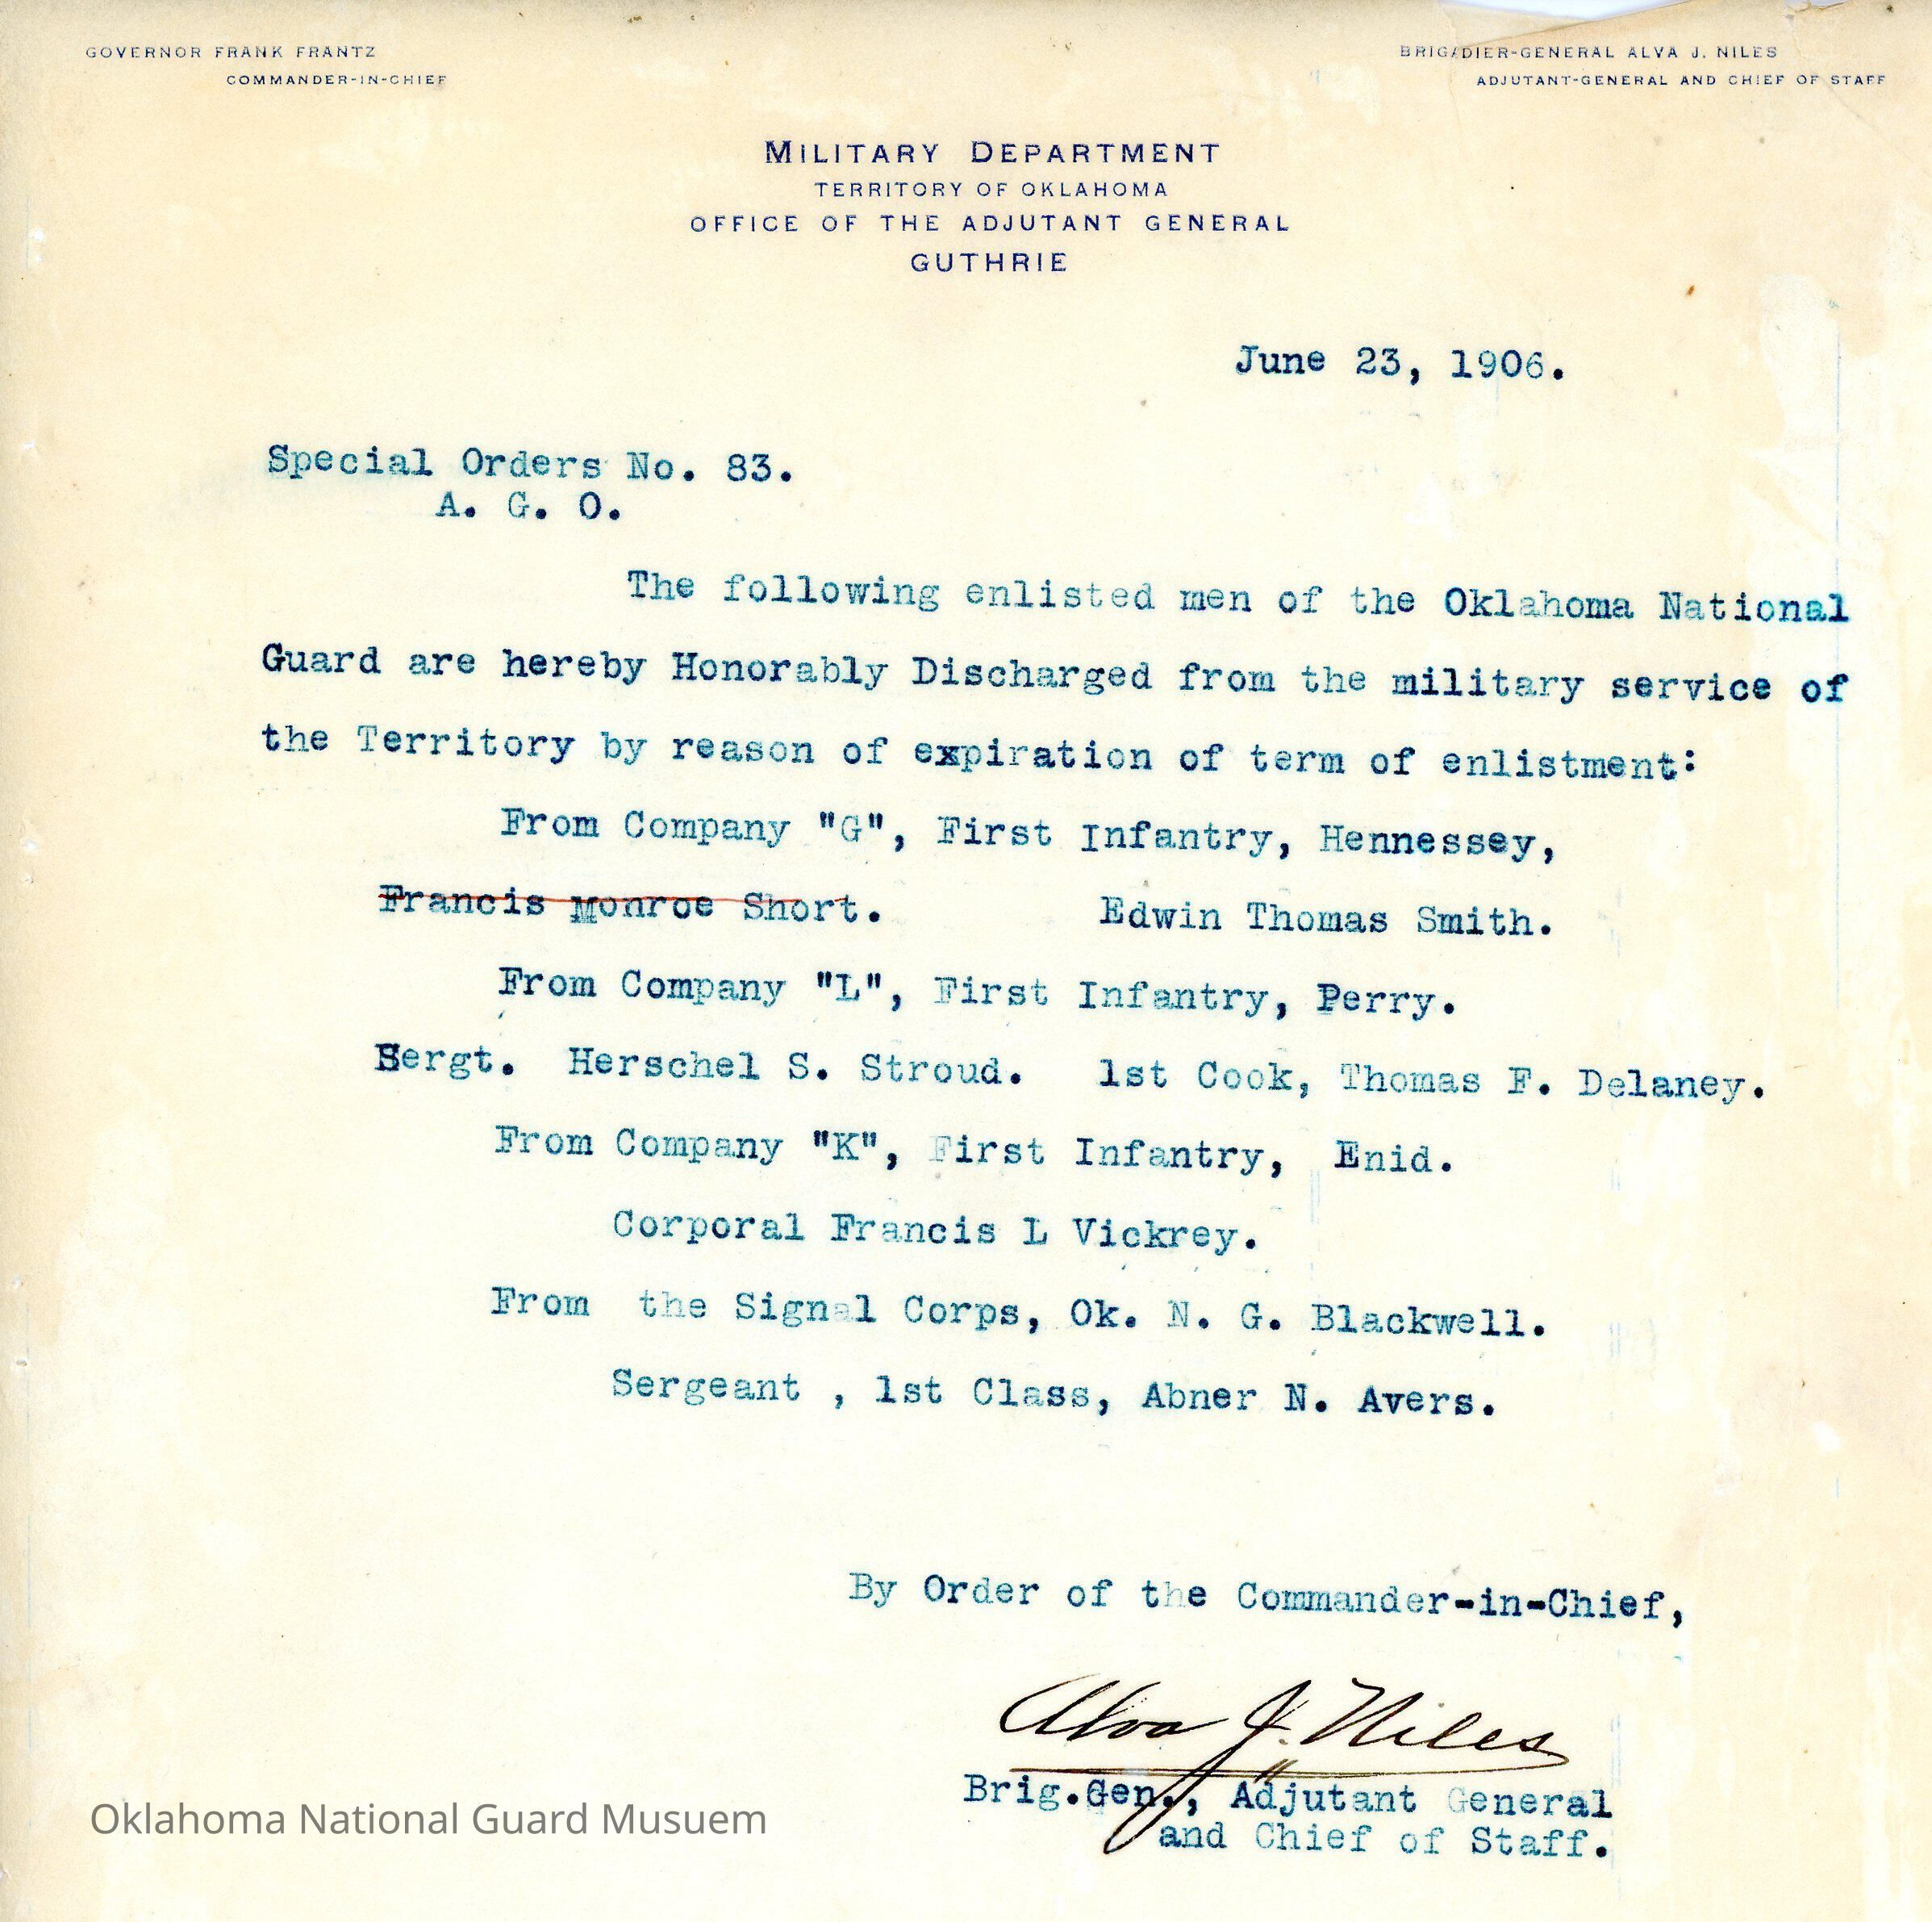 GOVERNOR FRANK FRANTZ
COMMANDER-IN-CHIEF
BRIGADIER-GENERAL ALVA J. NILES
ADJUTANT-GENERAL AND CHIEF OF STAFF
MILITARY DEPARTMENT
TERRITORY OF OKLAHOMA
OFFICE OF THE ADJUTANT GENERAL
GUTHRIE
June 23, 1906.
Special Orders No. 83.
A. G. O.
The following enlisted men of the Oklahoma National
Guard are hereby Honorably Discharged from the military service of
the Territory by reason of expiration of term of enlistment:
From Company "G", First Infantry, Hennessey,
Francis Monroe Short. Edwin Thomas Smith.
From Company "L", First Infantry, Perry.
Sergt. Herschel S. Stroud. 1st Cook, Thomas F. Delaney.
From Company "K", First Infantry, Enid.
Corporal Francis L Vickrey.
From the Signal Corps, Ok. N. G. Blackwell.
Sergeant , 1st Class, Abner N. Avers.
By Order of the Commander-in-Chief,
Alva J. Niles
Brig.Gen., Adjutant General
and Chief of Staff.
Oklahoma National Guard Musuem